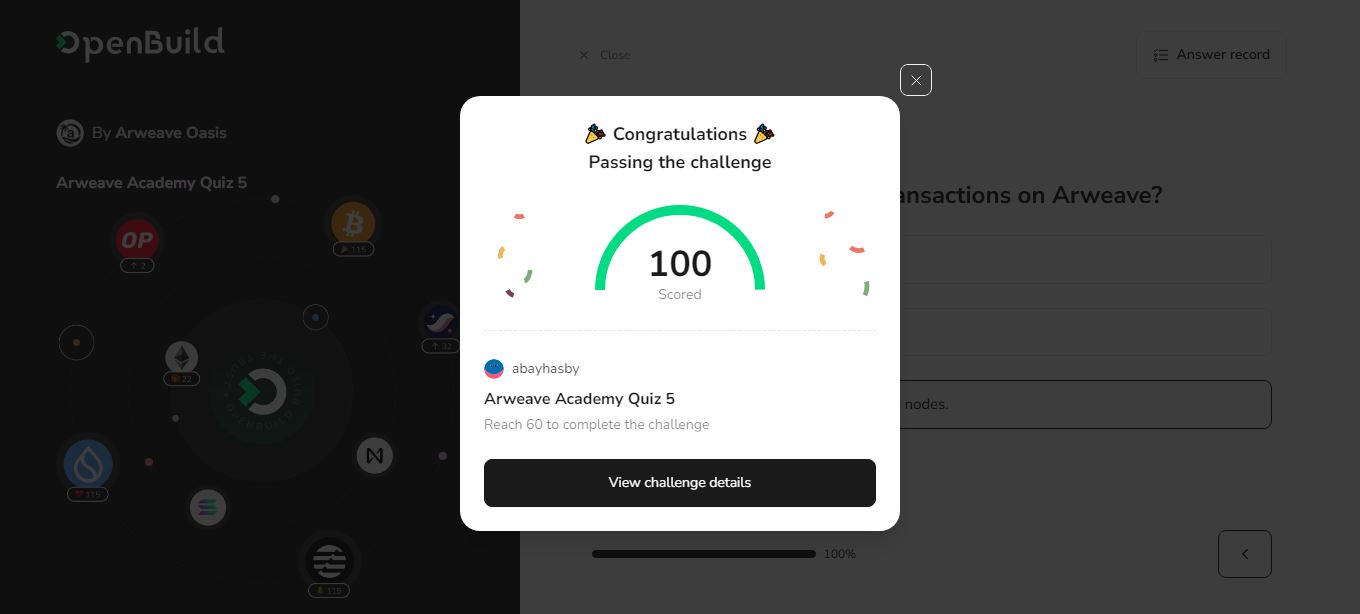 OpenBuild
Close
Answer record
By Arweave Oasis
Arweave Academy Quiz 5
ansactions on Arweave?
🎉 Congratulations 🎉
Passing the challenge
100
Scored
abayhasby
Arweave Academy Quiz 5
Reach 60 to complete the challenge
View challenge details
nodes.
100%
OP
↑ 2
115
↑ 32
22
115
115